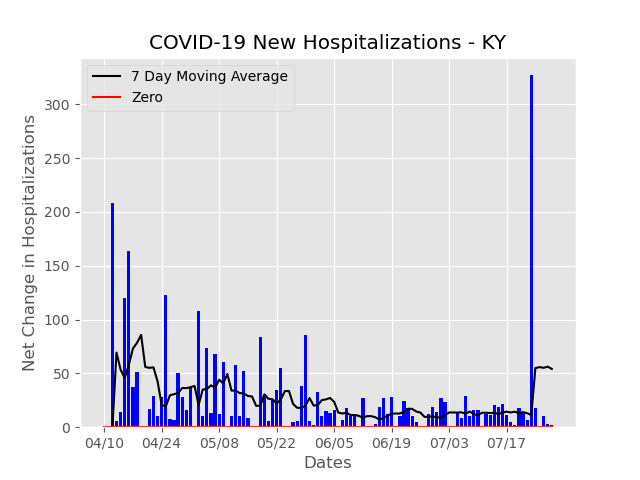 COVID-19 New Hospitalizations - KY
7 Day Moving Average
Zero
Net Change in Hospitalizations
300
250
200
150
100
50
0
04/10 04/24 05/08 05/22 06/05 06/19 07/03 07/17
Dates